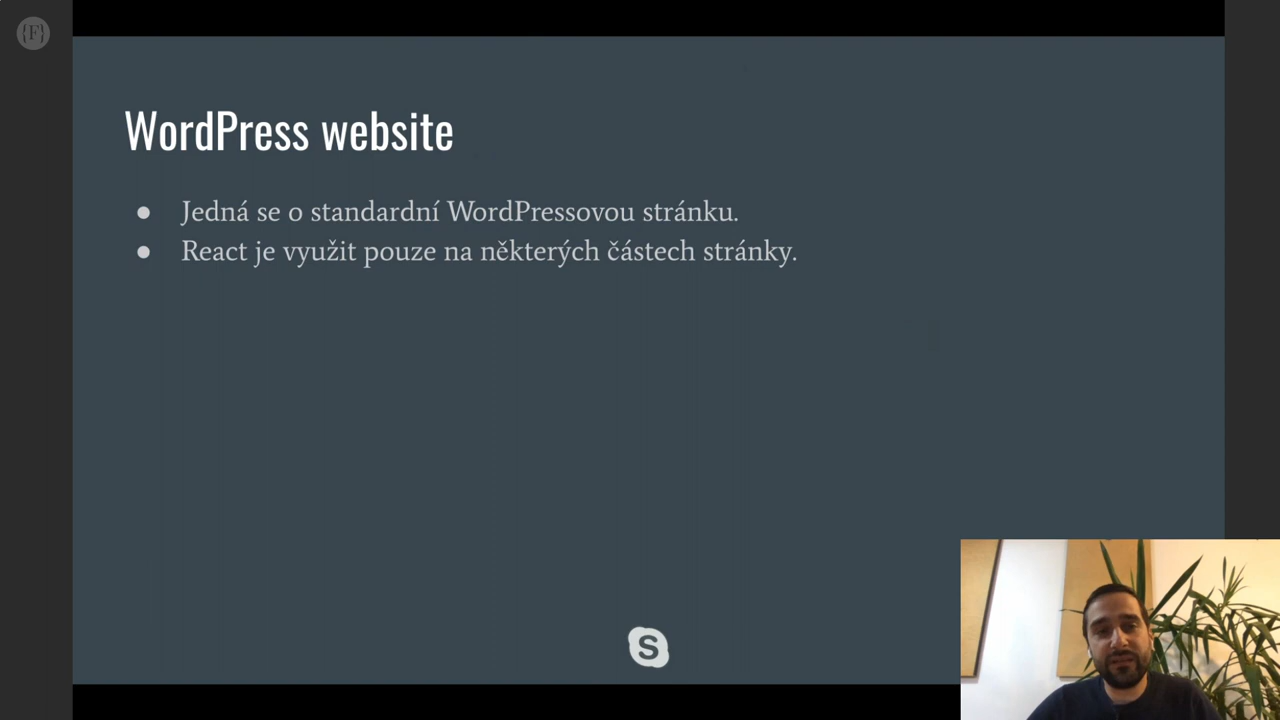 {F}
WordPress website
● Jedná se o standardní WordPressovou stránku.
● React je využit pouze na některých částech stránky.
S